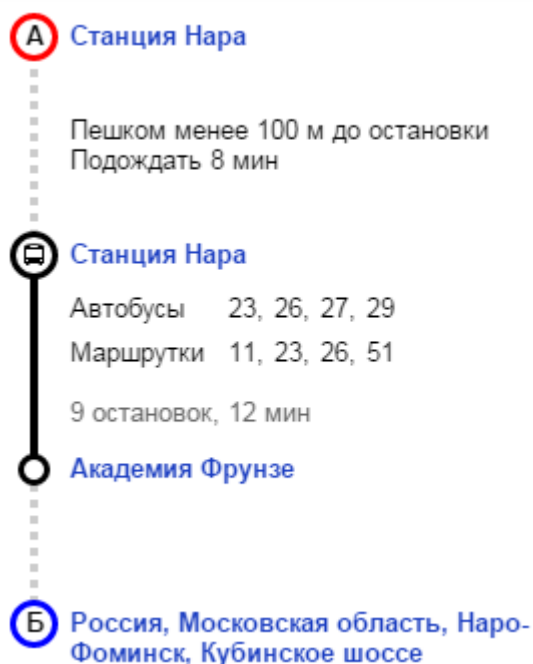 А Станция Нара
Пешком менее 100 м до остановки
Подождать 8 мин
Станция Нара
Автобусы 23, 26, 27, 29
Маршрутки 11, 23, 26, 51
9 остановок, 12 мин
Академия Фрунзе
Б Россия, Московская область, Наро-
Фоминск, Кубинское шоссе